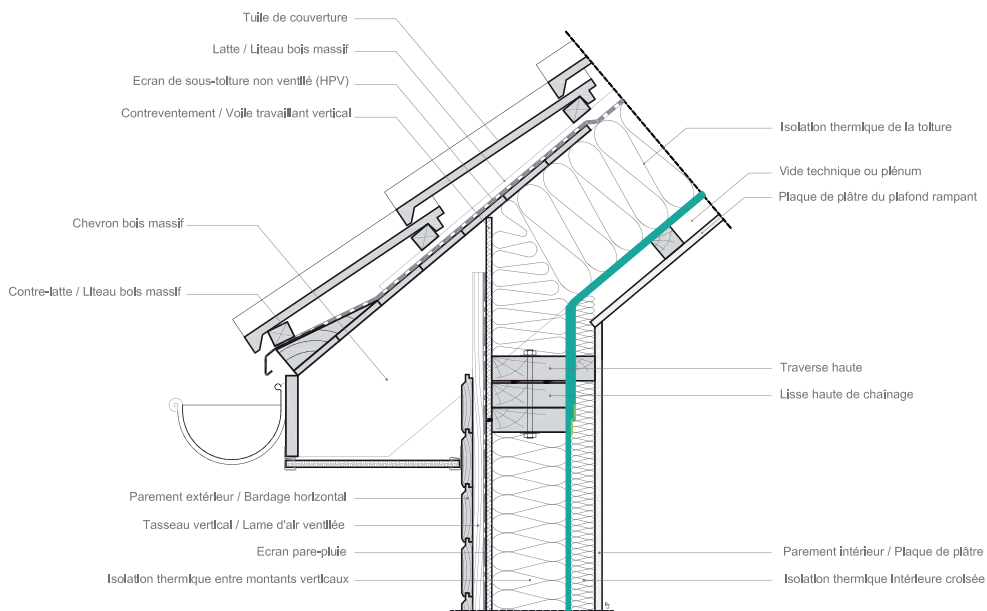 Tuile de couverture
Latte / Liteau bois massif
Ecran de sous-toiture non ventilé (HPV)
Contreventement / Voile travaillant vertical
Chevron bois massif
Contre-latte / Liteau bois massif
Isolation thermique de la toiture
Vide technique ou plénum
Plaque de plâtre du plafond rampant
Traverse haute
Lisse haute de chaînage
Parement extérieur / Bardage horizontal
Tasseau vertical / Lame d'air ventilée
Ecran pare-pluie
Isolation thermique entre montants verticaux
Parement intérieur / Plaque de plâtre
Isolation thermique intérieure croisée